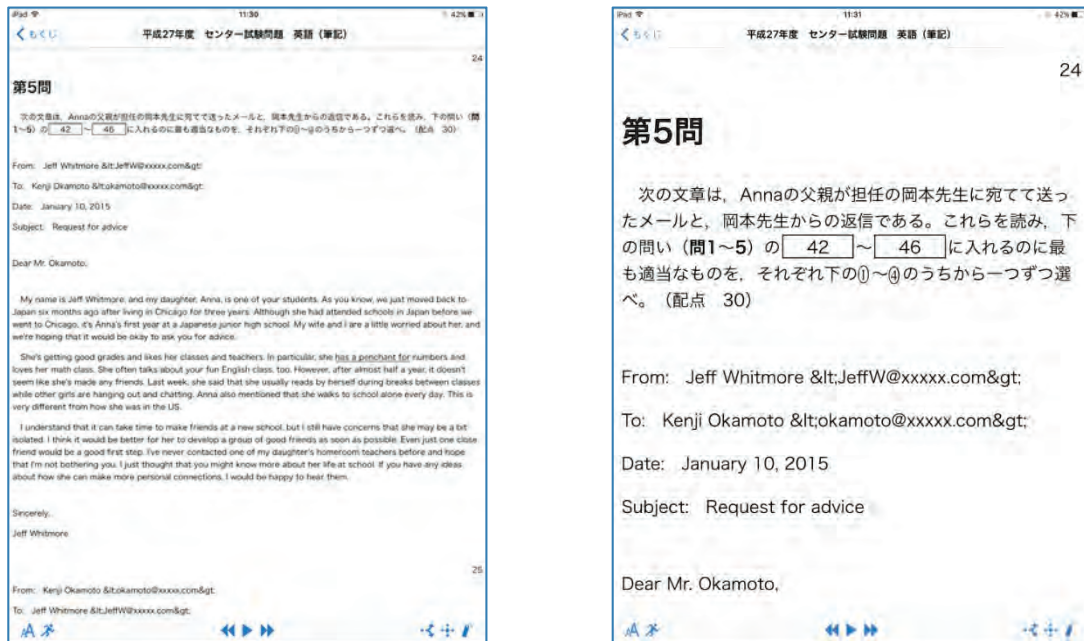 iPad 11:30 42%
もくじ 平成27年度 センター試験問題 英語（筆記）
24
第5問
次の文章は，Annaの父親が担任の岡本先生に宛てて送ったメールと，岡本先生からの返信である。これらを読み，下の問い（問
1〜5）の 42 〜 46 に入れるのに最も適当なものを，それぞれ下の①〜④のうちから一つずつ選べ。（配点 30）
From: Jeff Whitmore &lt;JeffW@xxxxx.com&gt;
To: Kenji Okamoto &lt;okamoto@xxxxx.com&gt;
Date: January 10, 2015
Subject: Request for advice
Dear Mr. Okamoto,
My name is Jeff Whitmore, and my daughter, Anna, is one of your students. As you know, we just moved back to
Japan six months ago after living in Chicago for three years. Although she had attended schools in Japan before we
went to Chicago, it's Anna's first year at a Japanese junior high school. My wife and I are a little worried about her, and
we're hoping that it would be okay to ask you for advice.
She's getting good grades and likes her classes and teachers. In particular, she has a penchant for numbers and
loves her math class. She often talks about your fun English class, too. However, after almost half a year, it doesn't
seem like she's made any friends. Last week, she said that she usually reads by herself during breaks between classes
while other girls are hanging out and chatting. Anna also mentioned that she walks to school alone every day. This is
very different from how she was in the US.
I understand that it can take time to make friends at a new school, but I still have concerns that she may be a bit
isolated. I think it would be better for her to develop a group of good friends as soon as possible. Even just one close
friend would be a good first step. I've never contacted one of my daughter's homeroom teachers before and hope
that I'm not bothering you. I just thought that you might know more about her life at school. If you have any ideas
about how she can make more personal connections, I would be happy to hear them.
Sincerely,
Jeff Whitmore
25
From: Kenji Okamoto &lt;okamoto@xxxxx.com&gt;
To: Jeff Whitmore &lt;JeffW@xxxxx.com&gt;
AA
iPad 11:31 42%
もくじ 平成27年度 センター試験問題 英語（筆記）
24
第5問
次の文章は，Annaの父親が担任の岡本先生に宛てて送っ
たメールと，岡本先生からの返信である。これらを読み，下
の問い（問1〜5）の 42 〜 46 に入れるのに最
も適当なものを，それぞれ下の①〜④のうちから一つずつ選
べ。（配点 30）
From: Jeff Whitmore &lt;JeffW@xxxxx.com&gt;
To: Kenji Okamoto &lt;okamoto@xxxxx.com&gt;
Date: January 10, 2015
Subject: Request for advice
Dear Mr. Okamoto,
AA